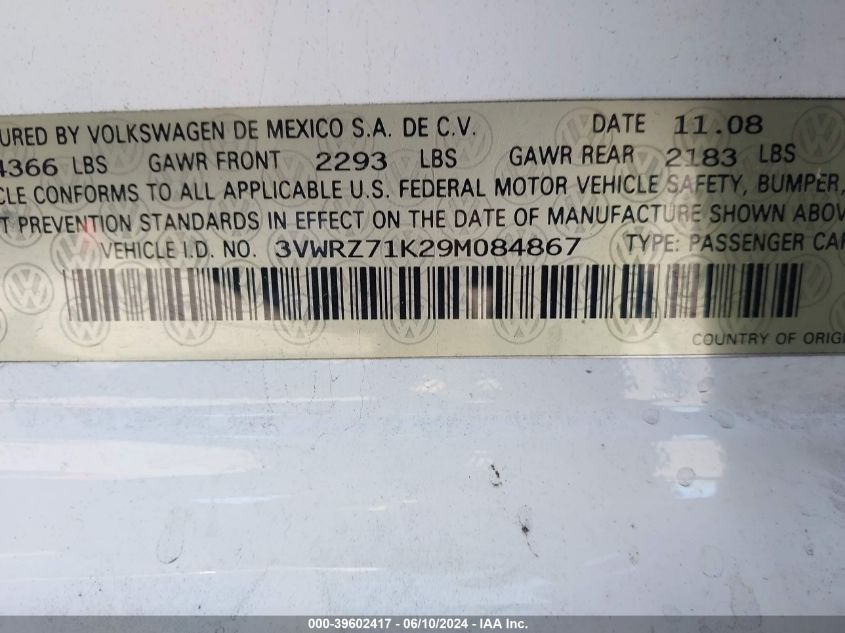 URED BY VOLKSWAGEN DE MEXICO S.A. DE C.V. DATE 11.08
4366 LBS GAWR FRONT 2293 LBS GAWR REAR 2183 LBS
CLE CONFORMS TO ALL APPLICABLE U.S. FEDERAL MOTOR VEHICLE SAFETY, BUMPER,
T PREVENTION STANDARDS IN EFFECT ON THE DATE OF MANUFACTURE SHOWN ABOV
VEHICLE I.D. NO. 3VWRZ71K29M084867 TYPE: PASSENGER CAR
COUNTRY OF ORIGI
000-39602417 - 06/10/2024 - IAA Inc.